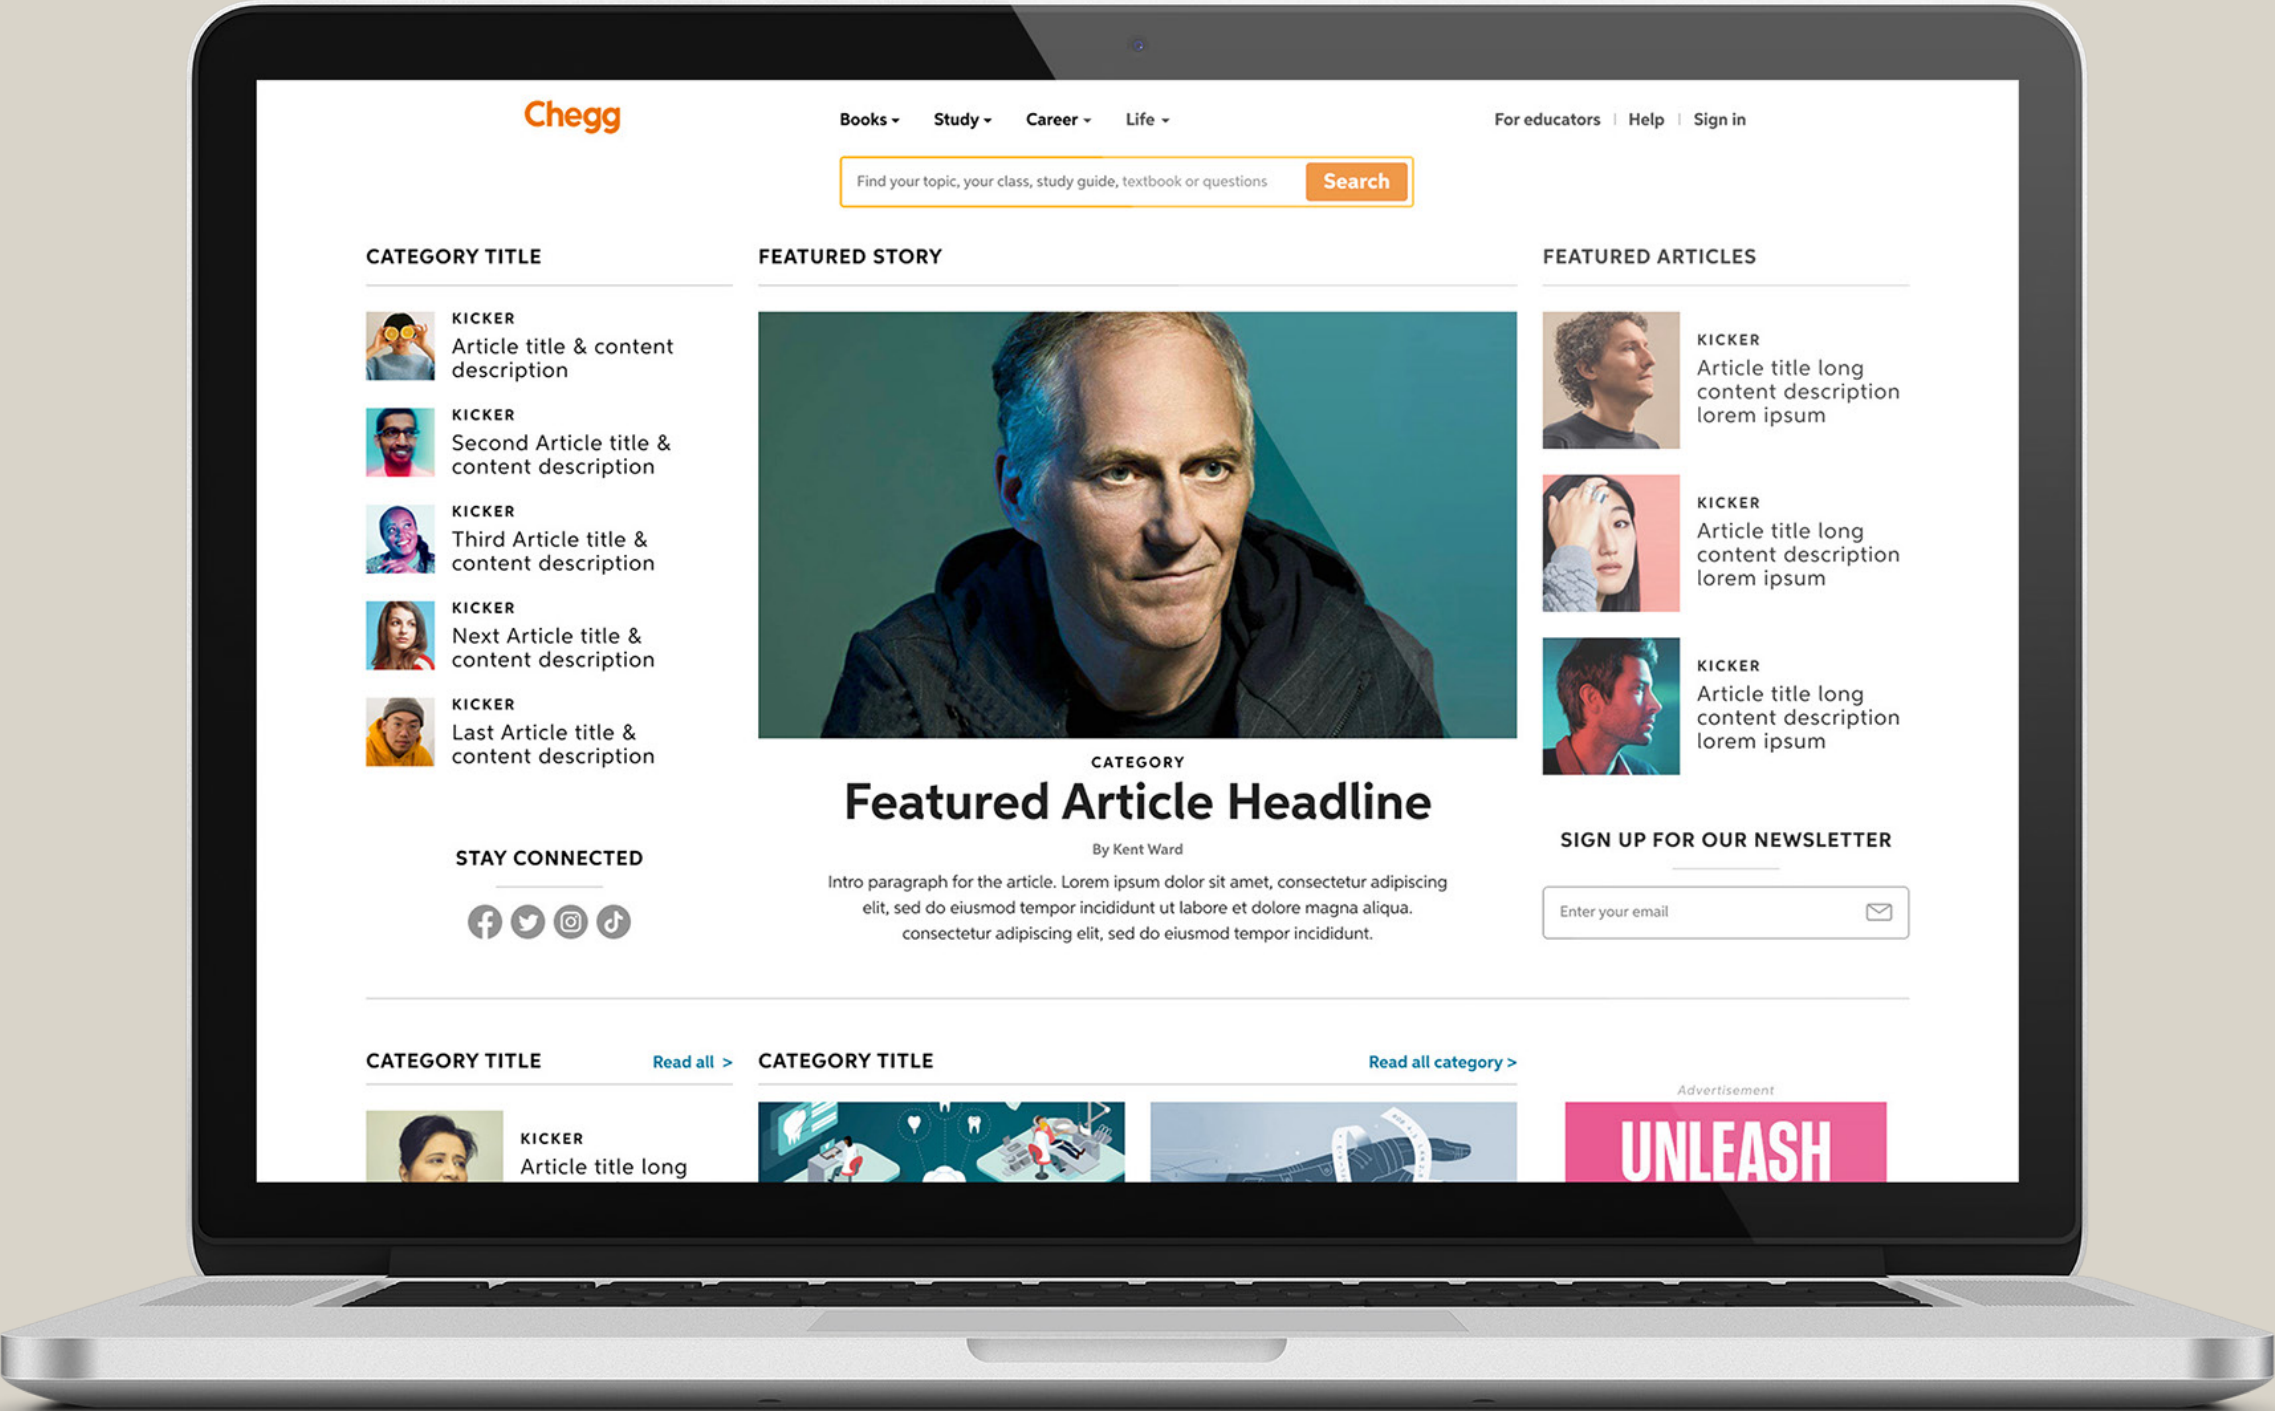 Chegg
Books
Study
Career
Life
For educators
Help
Sign in
Find your topic, your class, study guide, textbook or questions
Search
CATEGORY TITLE
KICKER
Article title & content
description
KICKER
Second Article title &
content description
KICKER
Third Article title &
content description
KICKER
Next Article title &
content description
KICKER
Last Article title &
content description
STAY CONNECTED
FEATURED STORY
CATEGORY
Featured Article Headline
By Kent Ward
Intro paragraph for the article. Lorem ipsum dolor sit amet, consectetur adipiscing
elit, sed do eiusmod tempor incididunt ut labore et dolore magna aliqua.
consectetur adipiscing elit, sed do eiusmod tempor incididunt.
FEATURED ARTICLES
KICKER
Article title long
content description
lorem ipsum
KICKER
Article title long
content description
lorem ipsum
KICKER
Article title long
content description
lorem ipsum
SIGN UP FOR OUR NEWSLETTER
Enter your email
CATEGORY TITLE
Read all >
KICKER
Article title long
CATEGORY TITLE
Read all category >
Advertisement
UNLEASH